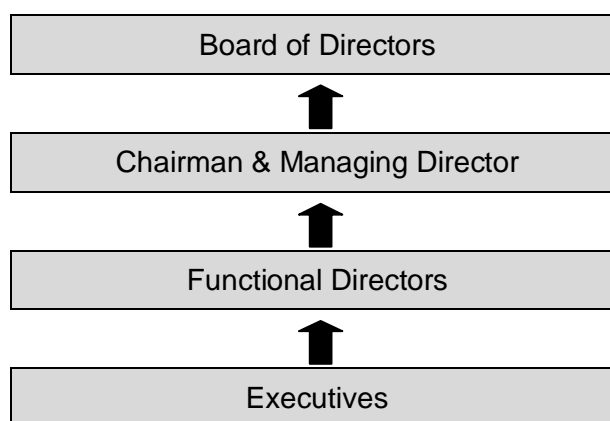 Board of Directors
Chairman & Managing Director
Functional Directors
Executives